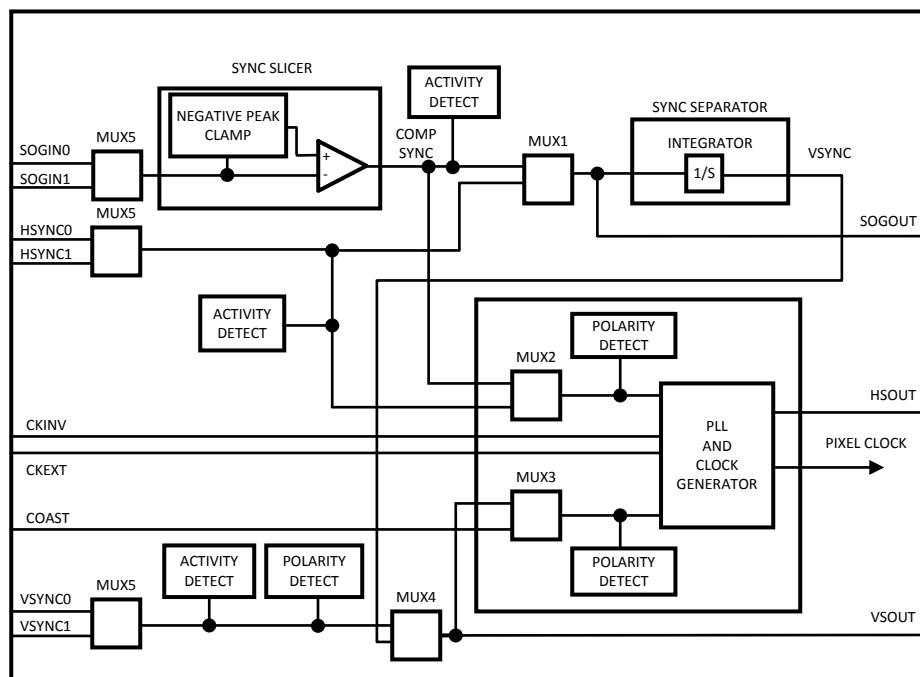 SYNC SLICER
ACTIVITY
DETECT
NEGATIVE PEAK
CLAMP
SYNC SEPARATOR
MUX5
COMP
SYNC
MUX1
INTEGRATOR
VSYNC
SOGIN0
+
1/S
SOGIN1
-
MUX5
SOGOUT
HSYNC0
HSYNC1
ACTIVITY
DETECT
POLARITY
DETECT
MUX2
HSOUT
CKINV
PLL
AND
CLOCK
GENERATOR
PIXEL CLOCK
CKEXT
MUX3
COAST
ACTIVITY
DETECT
POLARITY
DETECT
POLARITY
DETECT
MUX5
MUX4
VSYNC0
VSYNC1
VSOUT